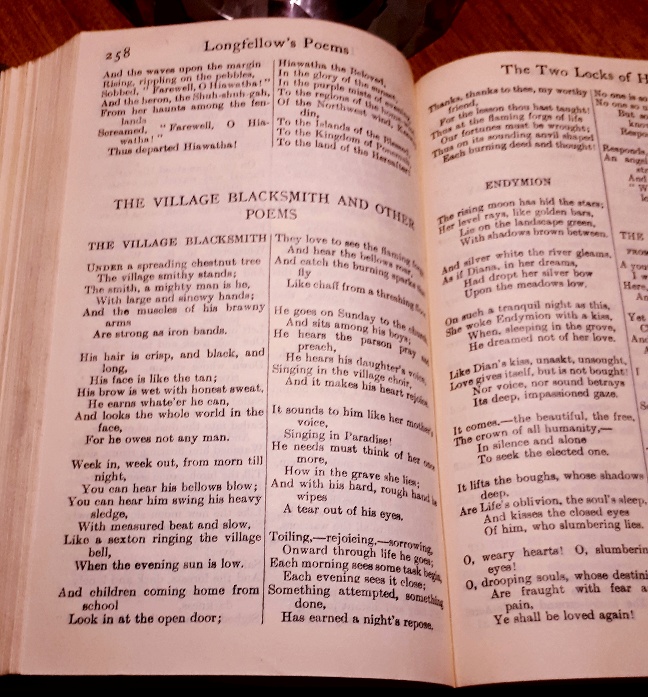 258
Longfellow's Poems
And the waves upon the margin
Rising, rippling on the pebbles,
Sobbed, "Farewell, O Hiawatha!"
And the heron, the Shuh-shuh-gah,
From her haunts among the fen-
lands
Screamed, "Farewell, O Hia-
watha!"
Thus departed Hiawatha!
Hiawatha the Beloved,
In the glory of the sunset,
In the purple mists of evening,
To the regions of the home-wind,
Of the Northwest wind,
din,
To the Islands of the Blessed,
To the Kingdom of Ponemah,
To the land of the Hereafter!
THE VILLAGE BLACKSMITH AND OTHER
POEMS
THE VILLAGE BLACKSMITH
UNDER a spreading chestnut tree
The village smithy stands;
The smith, a mighty man is he,
With large and sinewy hands;
And the muscles of his brawny
arms
Are strong as iron bands.
His hair is crisp, and black, and
long,
His face is like the tan;
His brow is wet with honest sweat,
He earns whate'er he can,
And looks the whole world in the
face,
For he owes not any man.
Week in, week out, from morn till
night,
You can hear his bellows blow;
You can hear him swing his heavy
sledge,
With measured beat and slow,
Like a sexton ringing the village
bell,
When the evening sun is low.
And children coming home from
school
Look in at the open door;
They love to see the flaming forge
And hear the bellows roar,
And catch the burning sparks that
fly
Like chaff from a threshing floor.
He goes on Sunday to the church
And sits among his boys;
He hears the parson pray and
preach,
He hears his daughter's voice,
Singing in the village choir,
And it makes his heart rejoice.
It sounds to him like her mother's
voice,
Singing in Paradise!
He needs must think of her once
more,
How in the grave she lies;
And with his hard, rough hand he
wipes
A tear out of his eyes.
Toiling,—rejoicing,—sorrowing,
Onward through life he goes;
Each morning sees some task begin,
Each evening sees it close;
Something attempted, something
done,
Has earned a night's repose.
The Two Locks of H
Thanks, thanks to thee, my worthy
friend,
For the lesson thou hast taught!
Thus at the flaming forge of life
Our fortunes must be wrought;
Thus on its sounding anvil shaped
Each burning deed and thought!
ENDYMION
The rising moon has hid the stars;
Her level rays, like golden bars,
Lie on the landscape green,
With shadows brown between.
And silver white the river gleams,
As if Diana, in her dreams,
Had dropt her silver bow
Upon the meadows low.
On such a tranquil night as this,
She woke Endymion with a kiss,
When, sleeping in the grove,
He dreamed not of her love.
Like Dian's kiss, unaskt, unsought,
Love gives itself, but is not bought!
Nor voice, nor sound betrays
Its deep, impassioned gaze.
It comes,—the beautiful, the free,
The crown of all humanity,—
In silence and alone
To seek the elected one.
It lifts the boughs, whose shadows
deep,
Are Life's oblivion, the soul's sleep,
And kisses the closed eyes
Of him, who slumbering lies.
O, weary hearts! O, slumberin
eyes!
O, drooping souls, whose destini
Are fraught with fear a
pain,
Ye shall be loved again!
No one is so
No one so u
But so
Respo
Responds,
An angel
And
"W
THE
A you
Here,
Yet